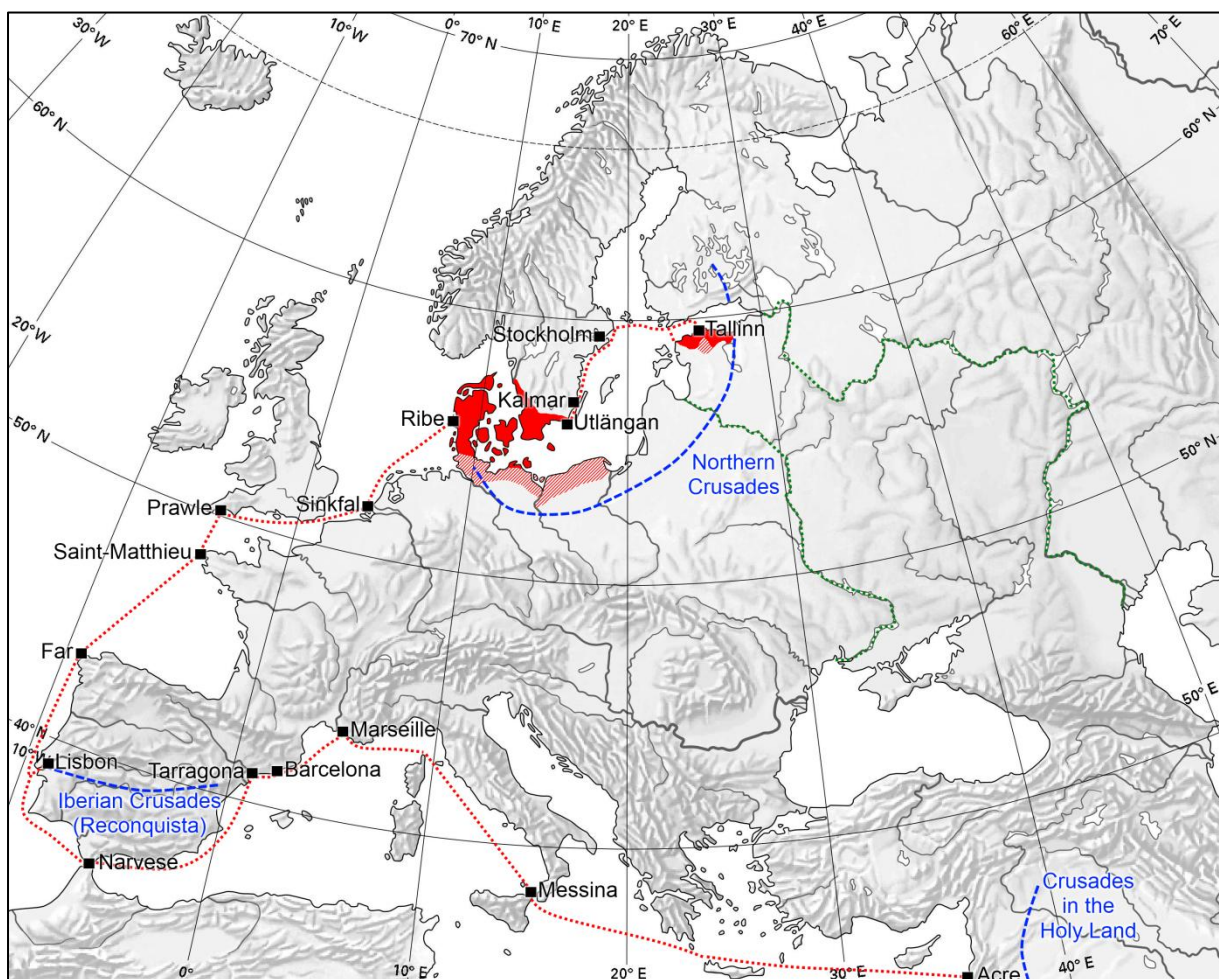 30° W
20° W
10° W
0° E
70° N
10° E
20° E
30° E
40° E
50° E
60° E
70° E
60° N
60° N
20° W
50° N
Stockholm
Tallinn
Kalmar
Ribe
Utlängan
50° N
Northern
Crusades
Prawle
Sinkfal
Saint-Matthieu
Far
50° E
40° N
Marseille
10° W
Lisbon
Tarragona
Barcelona
Iberian Crusades
(Reconquista)
Narvese
Messina
Crusades
in the
Holy Land
0°
10° E
20° E
30° E
Acre
40° E